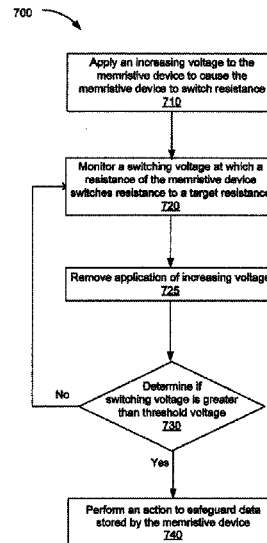 700
Apply an increasing voltage to the
memristive device to cause the
memristive device to switch resistance
710
Monitor a switching voltage at which a
resistance of the memristive device
switches resistance to a target resistance
720
Remove application of increasing voltage
725
Determine if
switching voltage is greater
than threshold voltage
730
No
Yes
Perform an action to safeguard data
stored by the memristive device
740